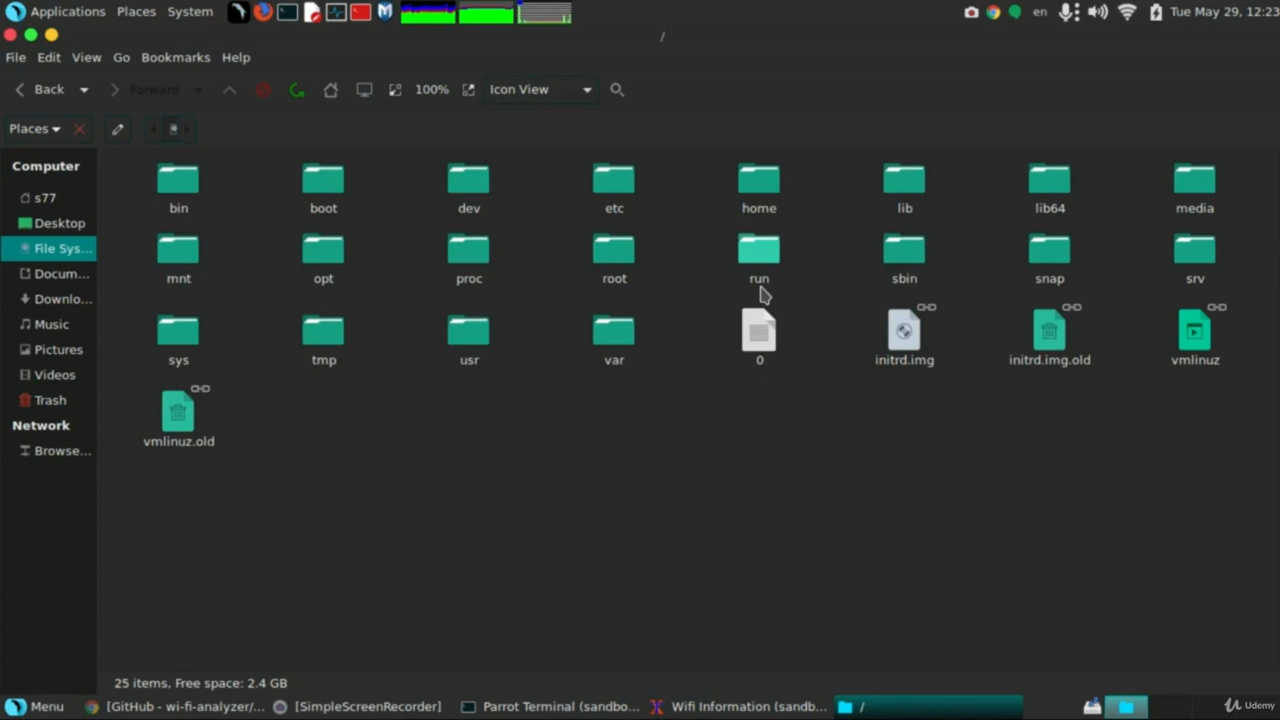 Applications Places System en Tue May 29, 12:23
/
File Edit View Go Bookmarks Help
Back Forward 100% Icon View
Places
Computer
s77
Desktop
File Sys...
Docum...
Downlo...
Music
Pictures
Videos
Trash
Network
Browse...
bin boot dev etc home lib lib64 media
mnt opt proc root run sbin snap srv
sys tmp usr var 0 initrd.img initrd.img.old vmlinuz
vmlinuz.old
25 items, Free space: 2.4 GB
Menu [GitHub - wi-fi-analyzer/... [SimpleScreenRecorder] Parrot Terminal (sandbo... Wifi Information (sandb... / Udemy